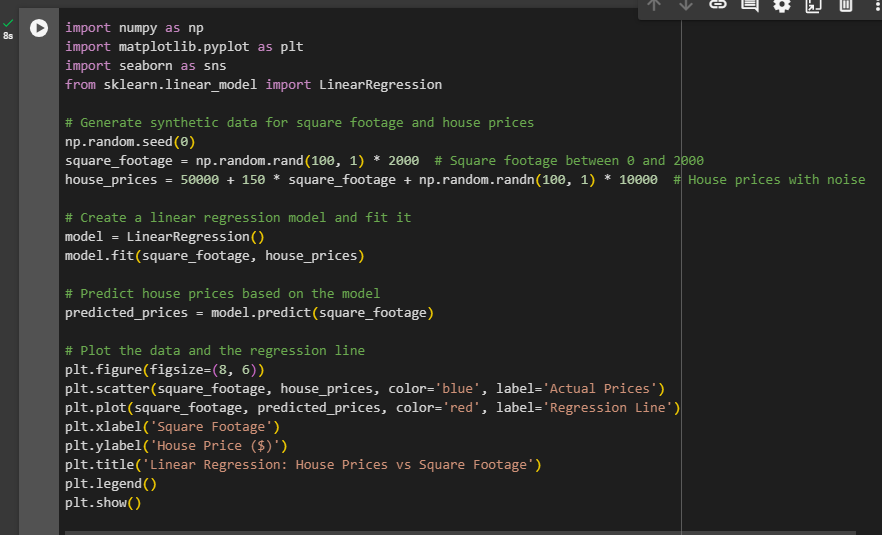 8s
import numpy as np
import matplotlib.pyplot as plt
import seaborn as sns
from sklearn.linear_model import LinearRegression

# Generate synthetic data for square footage and house prices
np.random.seed(0)
square_footage = np.random.rand(100, 1) * 2000  # Square footage between 0 and 2000
house_prices = 50000 + 150 * square_footage + np.random.randn(100, 1) * 10000  # House prices with noise

# Create a linear regression model and fit it
model = LinearRegression()
model.fit(square_footage, house_prices)

# Predict house prices based on the model
predicted_prices = model.predict(square_footage)

# Plot the data and the regression line
plt.figure(figsize=(8, 6))
plt.scatter(square_footage, house_prices, color='blue', label='Actual Prices')
plt.plot(square_footage, predicted_prices, color='red', label='Regression Line')
plt.xlabel('Square Footage')
plt.ylabel('House Price ($)')
plt.title('Linear Regression: House Prices vs Square Footage')
plt.legend()
plt.show()